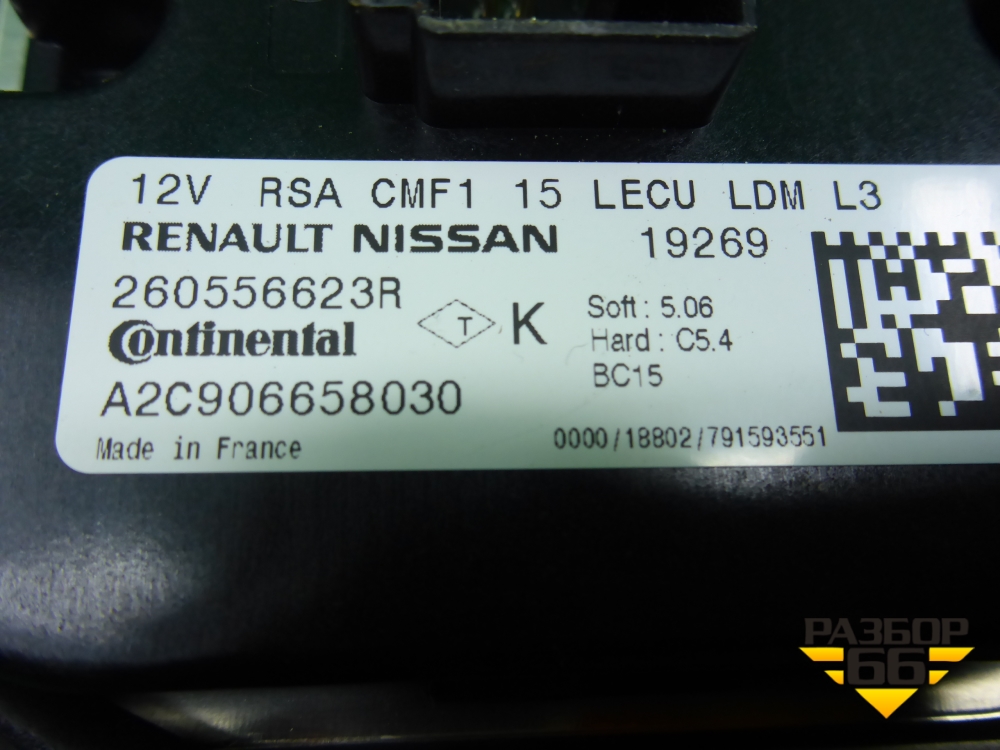 12V RSA CMF1 15 LECU LDM L3
RENAULT NISSAN 19269
260556623R
Continental
T K
Soft: 5.06
Hard: C5.4
BC15
A2C906658030
Made in France
0000/18802/791593551
РАЗБОР
66